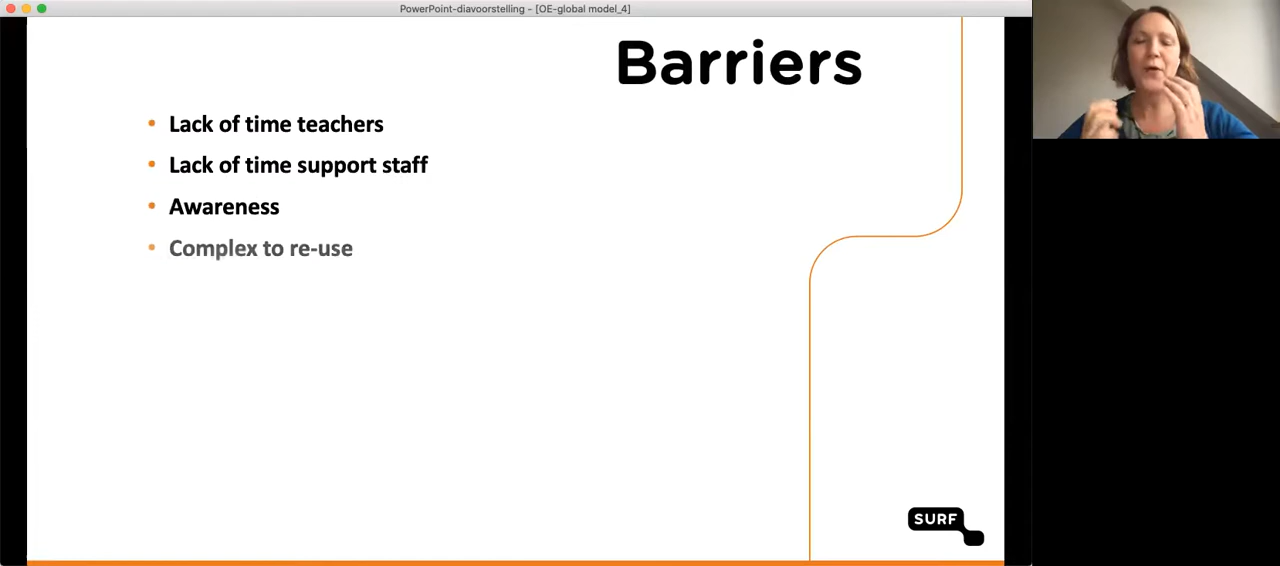 PowerPoint-diavoorstelling - [OE-global model_4]
Barriers
• Lack of time teachers
• Lack of time support staff
• Awareness
• Complex to re-use
SURF